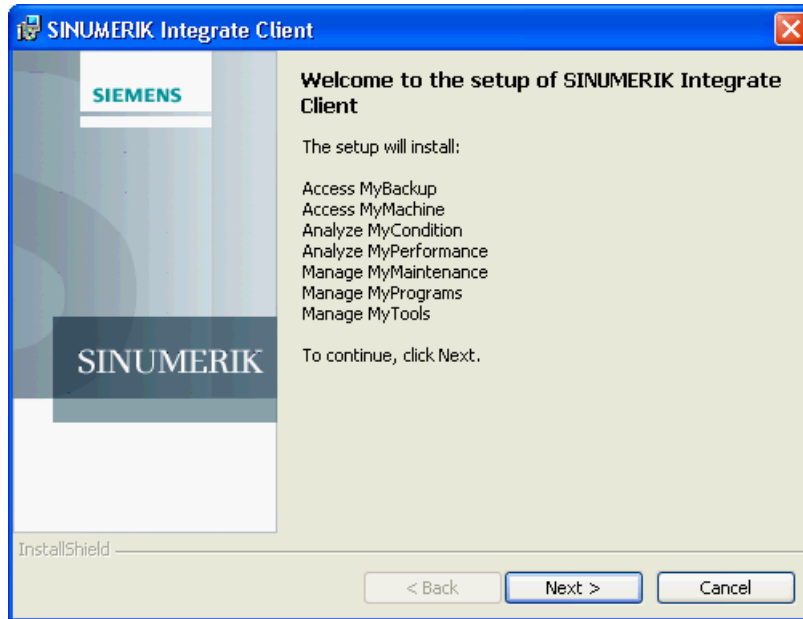 SINUMERIK Integrate Client
SIEMENS
SINUMERIK
Welcome to the setup of SINUMERIK Integrate
Client
The setup will install:
Access MyBackup
Access MyMachine
Analyze MyCondition
Analyze MyPerformance
Manage MyMaintenance
Manage MyPrograms
Manage MyTools
To continue, click Next.
InstallShield
< Back
Next >
Cancel